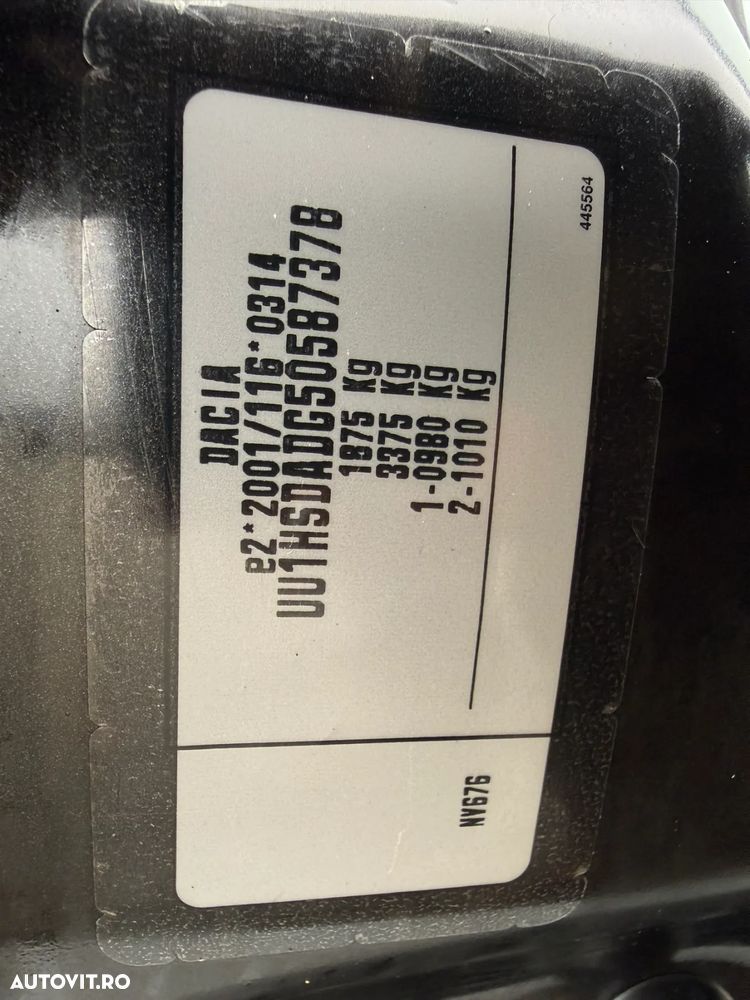 DACIA
e2*2001/116*0314
UU1HSDADG50587378
1875 Kg
3375 Kg
1-0980 Kg
2-1010 Kg
445564
NV676
AUTOVIT.RO